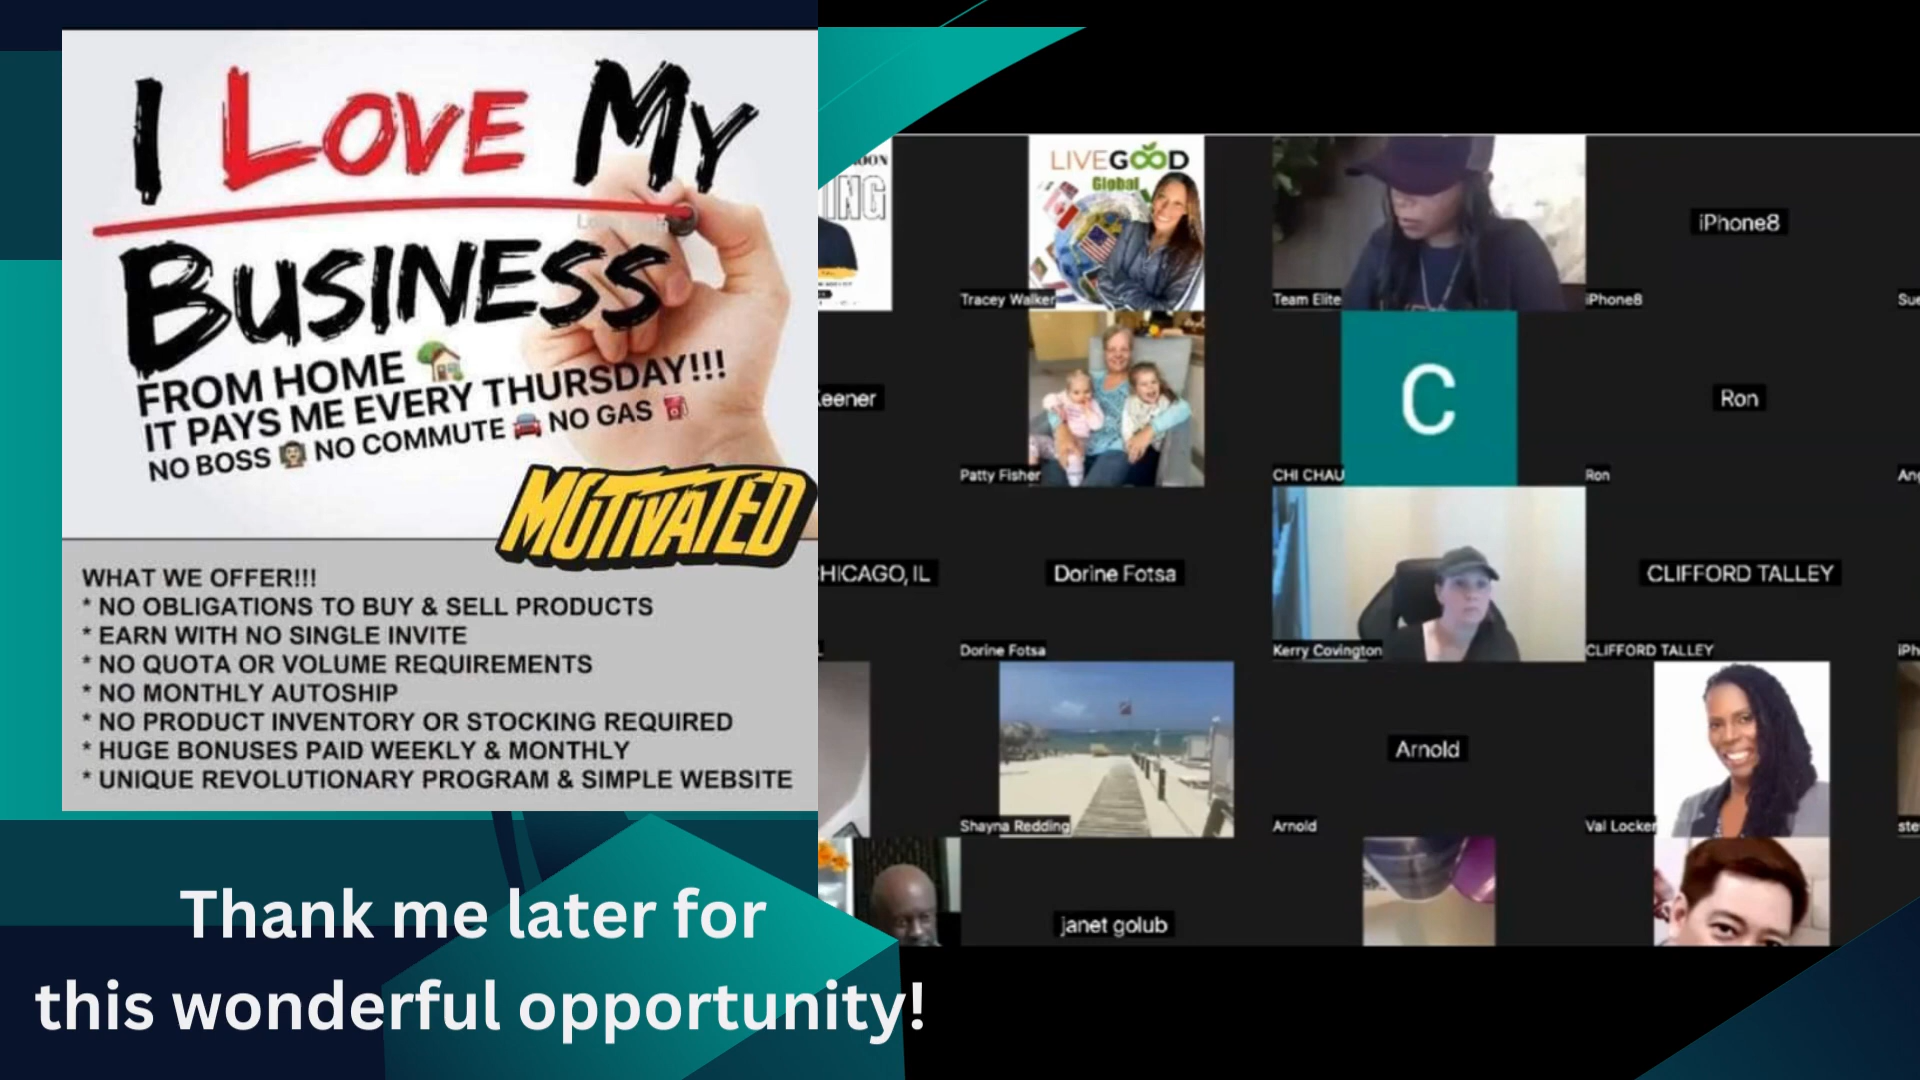 I LOVE MY
BUSINESS
FROM HOME
IT PAYS ME EVERY THURSDAY!!!
NO BOSS NO COMMUTE NO GAS
MOTIVATED
WHAT WE OFFER!!!
* NO OBLIGATIONS TO BUY & SELL PRODUCTS
* EARN WITH NO SINGLE INVITE
* NO QUOTA OR VOLUME REQUIREMENTS
* NO MONTHLY AUTOSHIP
* NO PRODUCT INVENTORY OR STOCKING REQUIRED
* HUGE BONUSES PAID WEEKLY & MONTHLY
* UNIQUE REVOLUTIONARY PROGRAM & SIMPLE WEBSITE
Thank me later for
this wonderful opportunity!
LIVEGOOD
Global
iPhone8
Tracey Walker
Team Elite
iPhone8
Ron
C
Patty Fisher
CHI CHAU
Ron
HICAGO, IL
Dorine Fotsa
CLIFFORD TALLEY
Dorine Fotsa
Kerry Covington
CLIFFORD TALLEY
Arnold
Shayna Redding
Arnold
Val Locker
janet golub